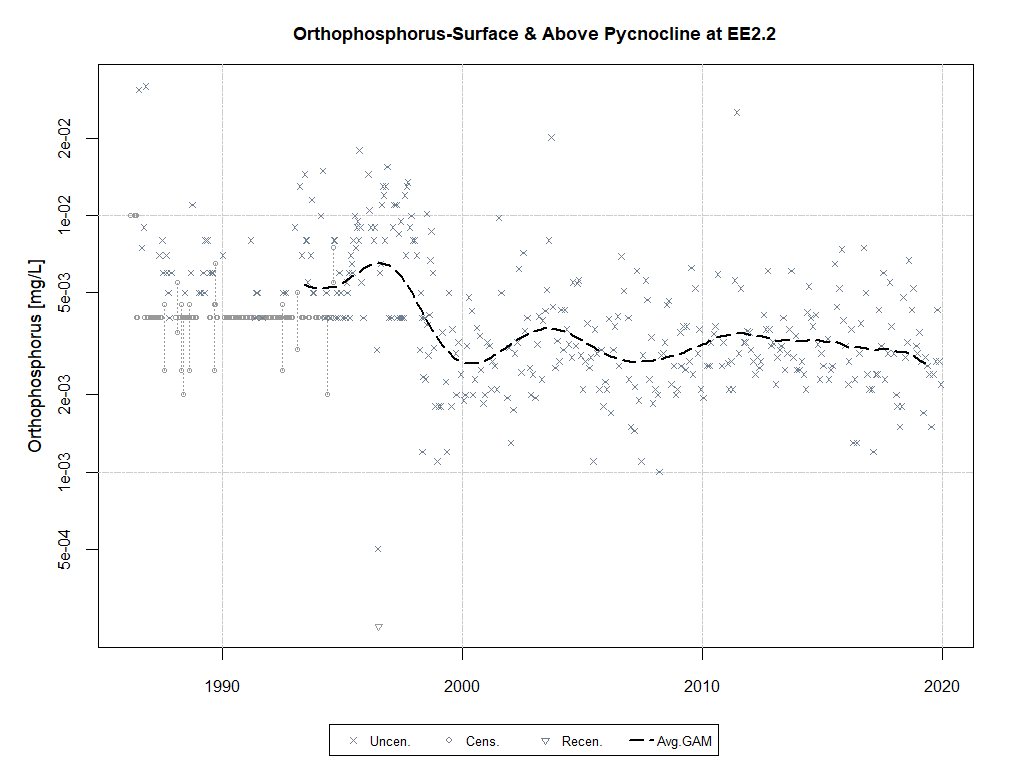 Orthophosphorus-Surface & Above Pycnocline at EE2.2
Orthophosphorus [mg/L]
2e-02
1e-02
5e-03
2e-03
1e-03
5e-04
1990 2000 2010 2020
Uncen. Cens. Recen. Avg.GAM